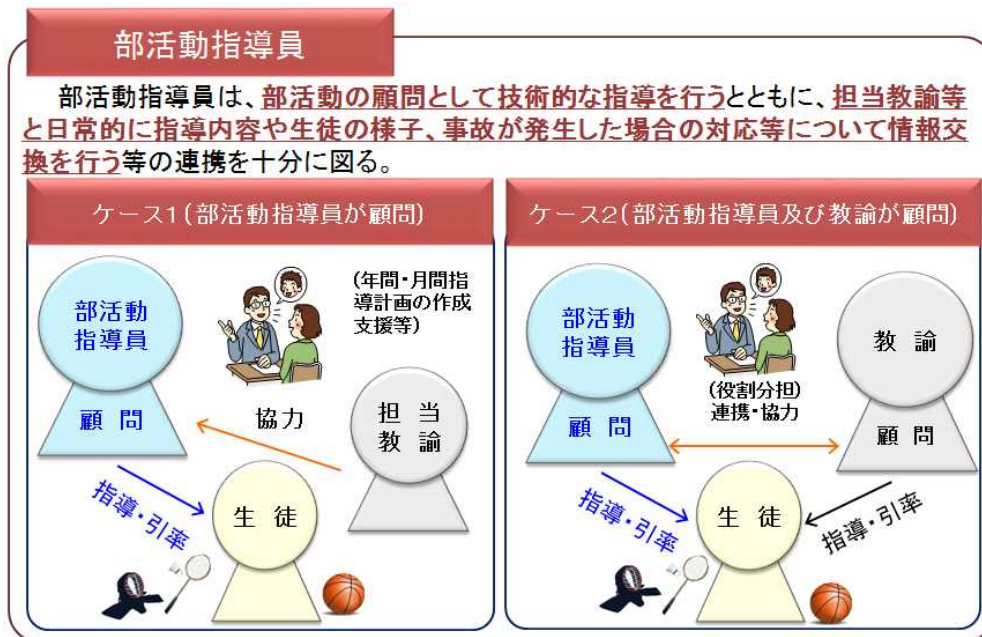 部活動指導員
部活動指導員は、部活動の顧問として技術的な指導を行うとともに、担当教諭等
と日常的に指導内容や生徒の様子、事故が発生した場合の対応等について情報交
換を行う等の連携を十分に図る。
ケース1(部活動指導員が顧問)
部活動
指導員
顧 問
(年間・月間指
導計画の作成
支援等)
協力
担 当
教 諭
指導・引率
生 徒
ケース2(部活動指導員及び教諭が顧問)
部活動
指導員
顧 問
(役割分担)
連携・協力
教 諭
顧 問
指導・引率
生 徒
指導・引率